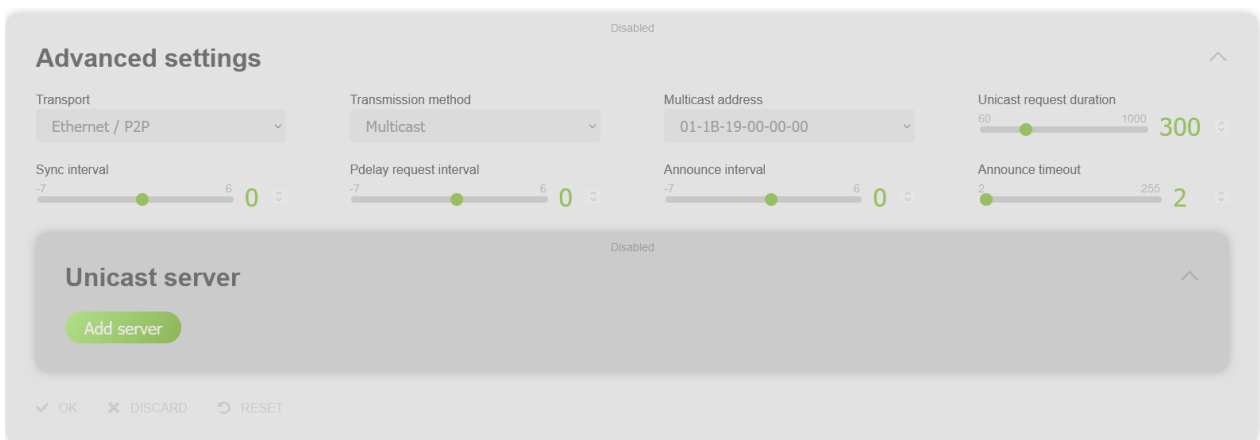 Disabled
Advanced settings
Transport
Transmission method
Multicast address
Unicast request duration
Ethernet / P2P
Multicast
01-1B-19-00-00-00
60
1000
300
Sync interval
Pdelay request interval
Announce interval
Announce timeout
-7
6
0
-7
6
0
-7
6
0
2
255
2
Disabled
Unicast server
Add server
OK
DISCARD
RESET